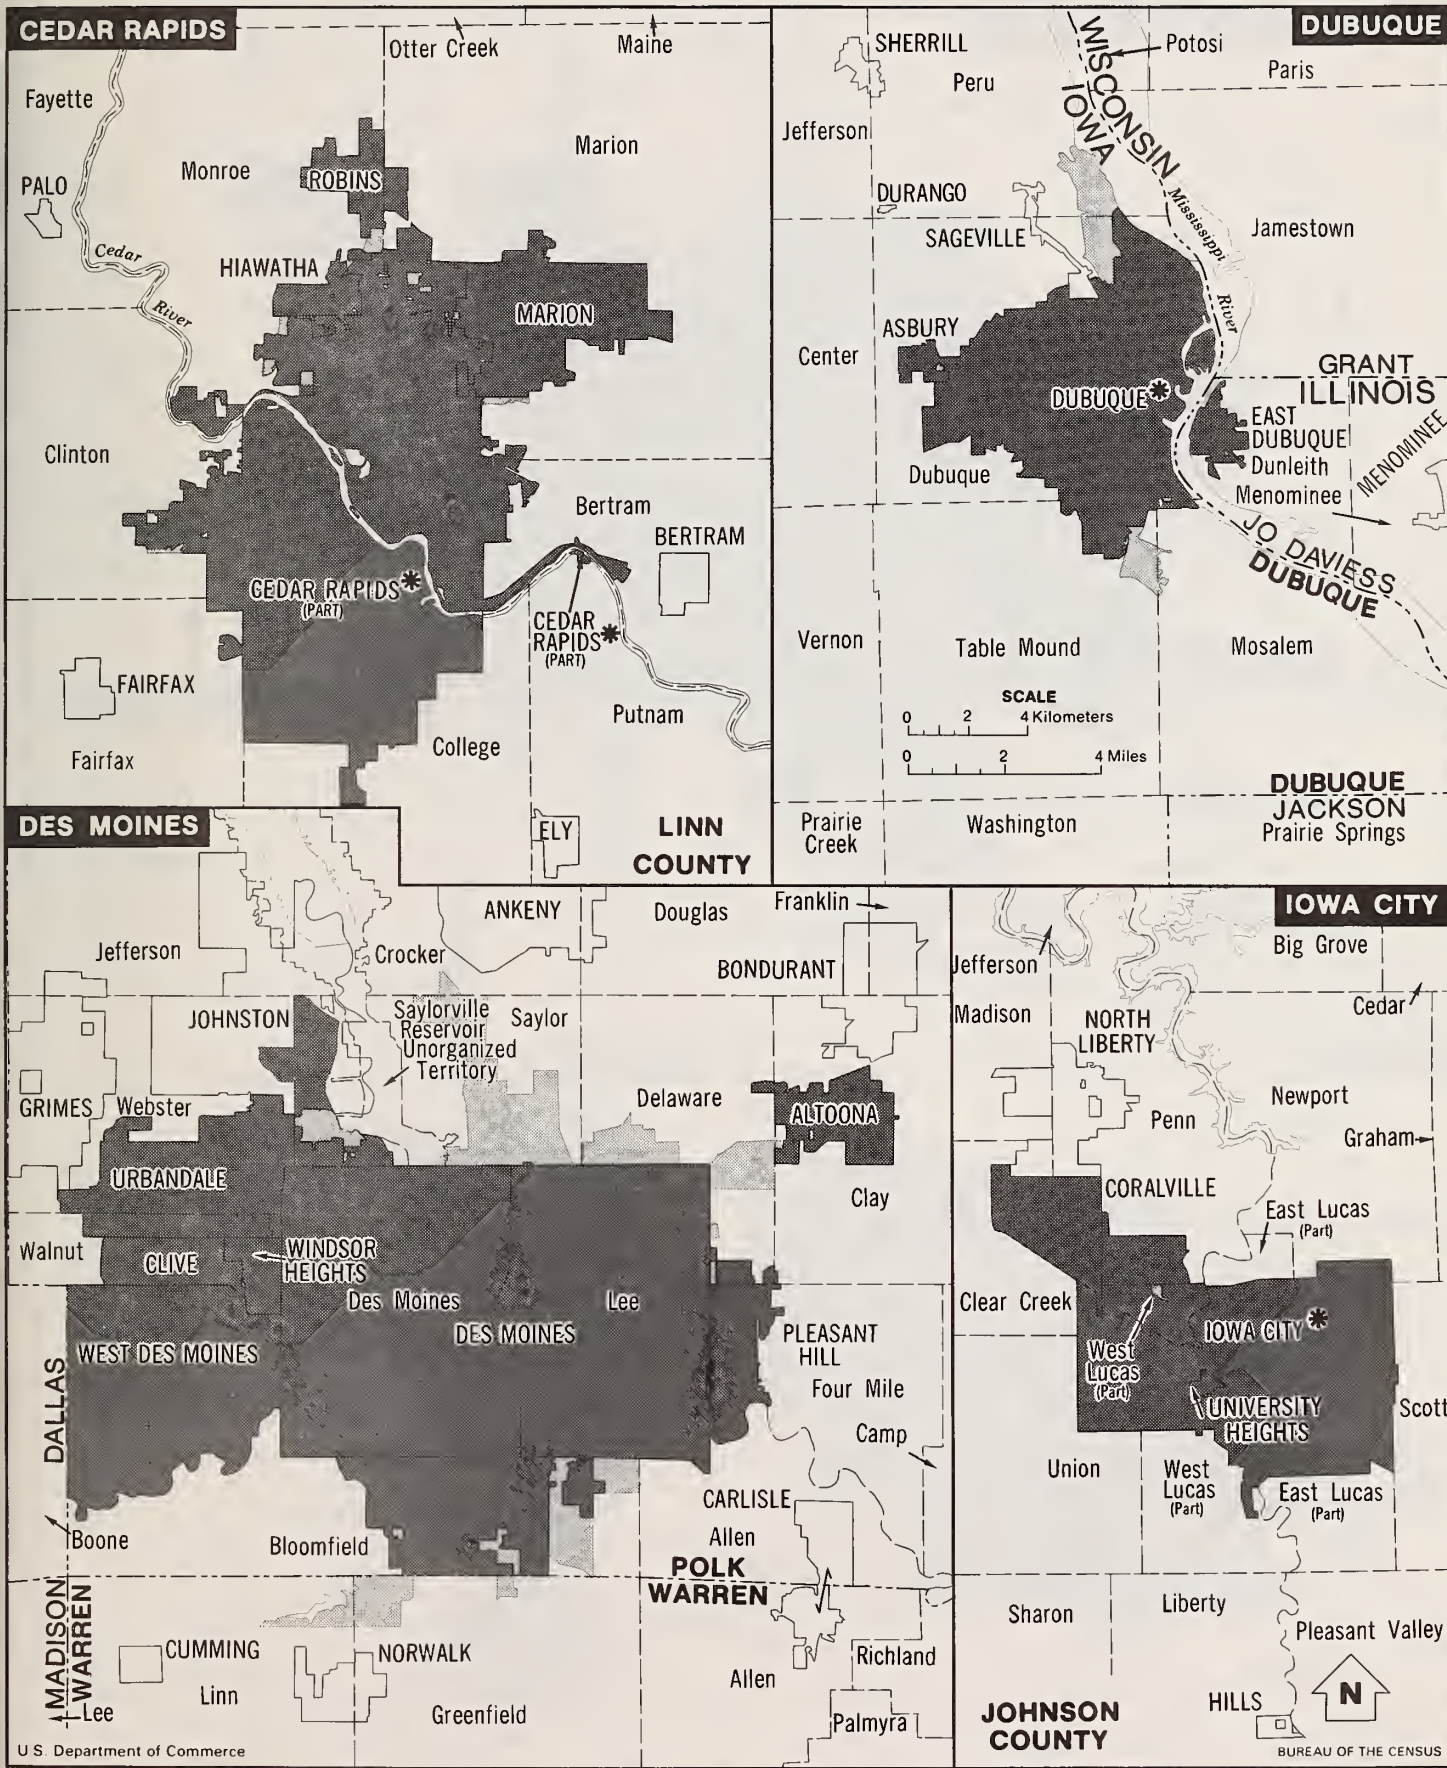 CEDAR RAPIDS
Otter Creek
Maine
Fayette
Monroe
Marion
ROBINS
PALO
Cedar
River
HIAWATHA
MARION
Clinton
Bertram
BERTRAM
CEDAR RAPIDS
(PART)
CEDAR
RAPIDS
(PART)
FAIRFAX
Putnam
Fairfax
College
ELY
LINN
COUNTY
DUBUQUE
SHERRILL
Peru
WISCONSIN
IOWA
Potosi
Paris
Jefferson
DURANGO
SAGEVILLE
Mississippi
River
Jamestown
ASBURY
Center
DUBUQUE
GRANT
ILLINOIS
EAST
DUBUQUE
Dunleith
Menominee
MENOMINEE
Dubuque
JO DAVIESS
DUBUQUE
Vernon
Table Mound
Mosalem
SCALE
0 2 4 Kilometers
0 2 4 Miles
DUBUQUE
JACKSON
Prairie
Creek
Washington
Prairie Springs
DES MOINES
ANKENY
Douglas
Franklin
Jefferson
Crocker
BONDURANT
JOHNSTON
Saylorville
Reservoir
Unorganized
Territory
Saylor
GRIMES
Webster
Delaware
ALTOONA
URBANDALE
Clay
Walnut
CLIVE
WINDSOR
HEIGHTS
Des Moines
Lee
DES MOINES
WEST DES MOINES
PLEASANT
HILL
Four Mile
DALLAS
Camp
CARLISLE
Allen
Boone
Bloomfield
POLK
WARREN
MADISON
WARREN
CUMMING
NORWALK
Richland
Linn
Allen
Lee
Greenfield
Palmyra
U.S. Department of Commerce
IOWA CITY
Big Grove
Jefferson
Cedar
Madison
NORTH
LIBERTY
Penn
Newport
Graham
CORALVILLE
East Lucas
(Part)
Clear Creek
IOWA CITY
West
Lucas
(Part)
UNIVERSITY
HEIGHTS
Scott
Union
West
Lucas
(Part)
East Lucas
(Part)
Sharon
Liberty
Pleasant Valley
N
HILLS
JOHNSON
COUNTY
BUREAU OF THE CENSUS